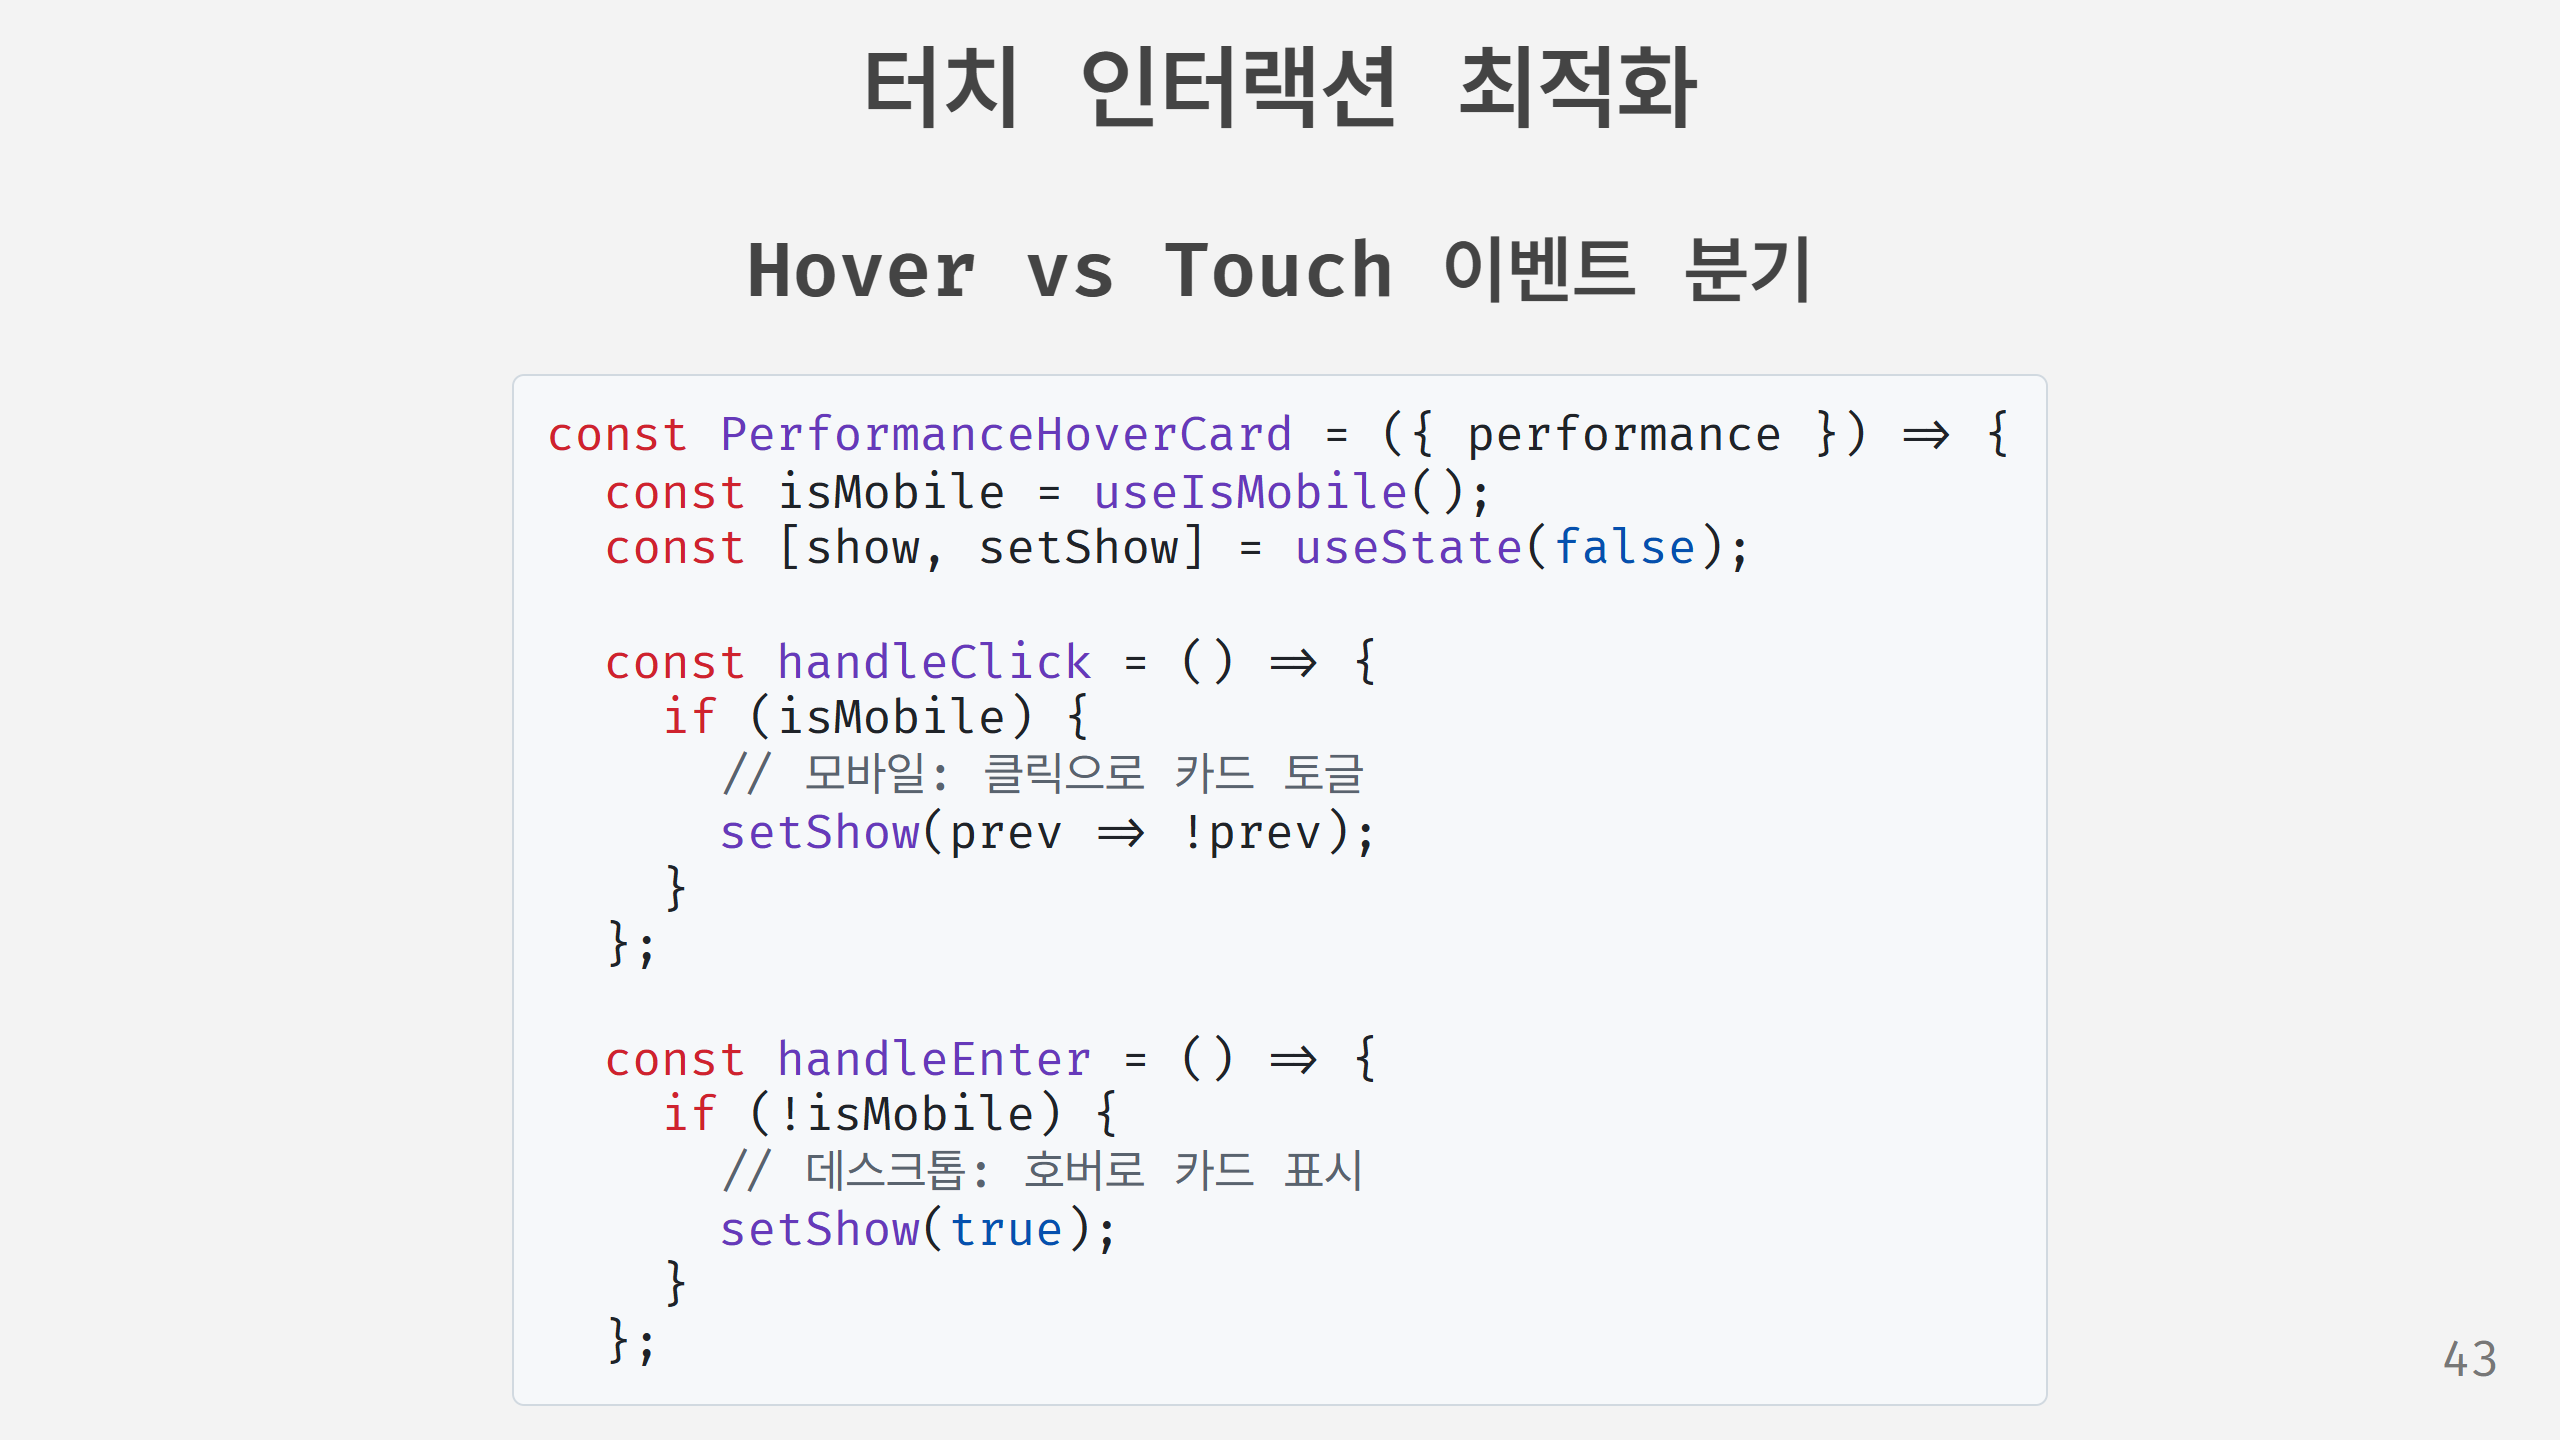 터치 인터랙션 최적화
Hover vs Touch 이벤트 분기
const PerformanceHoverCard = ({ performance }) => {
  const isMobile = useIsMobile();
  const [show, setShow] = useState(false);

  const handleClick = () => {
    if (isMobile) {
      // 모바일: 클릭으로 카드 토글
      setShow(prev => !prev);
    }
  };

  const handleEnter = () => {
    if (!isMobile) {
      // 데스크톱: 호버로 카드 표시
      setShow(true);
    }
  };
43